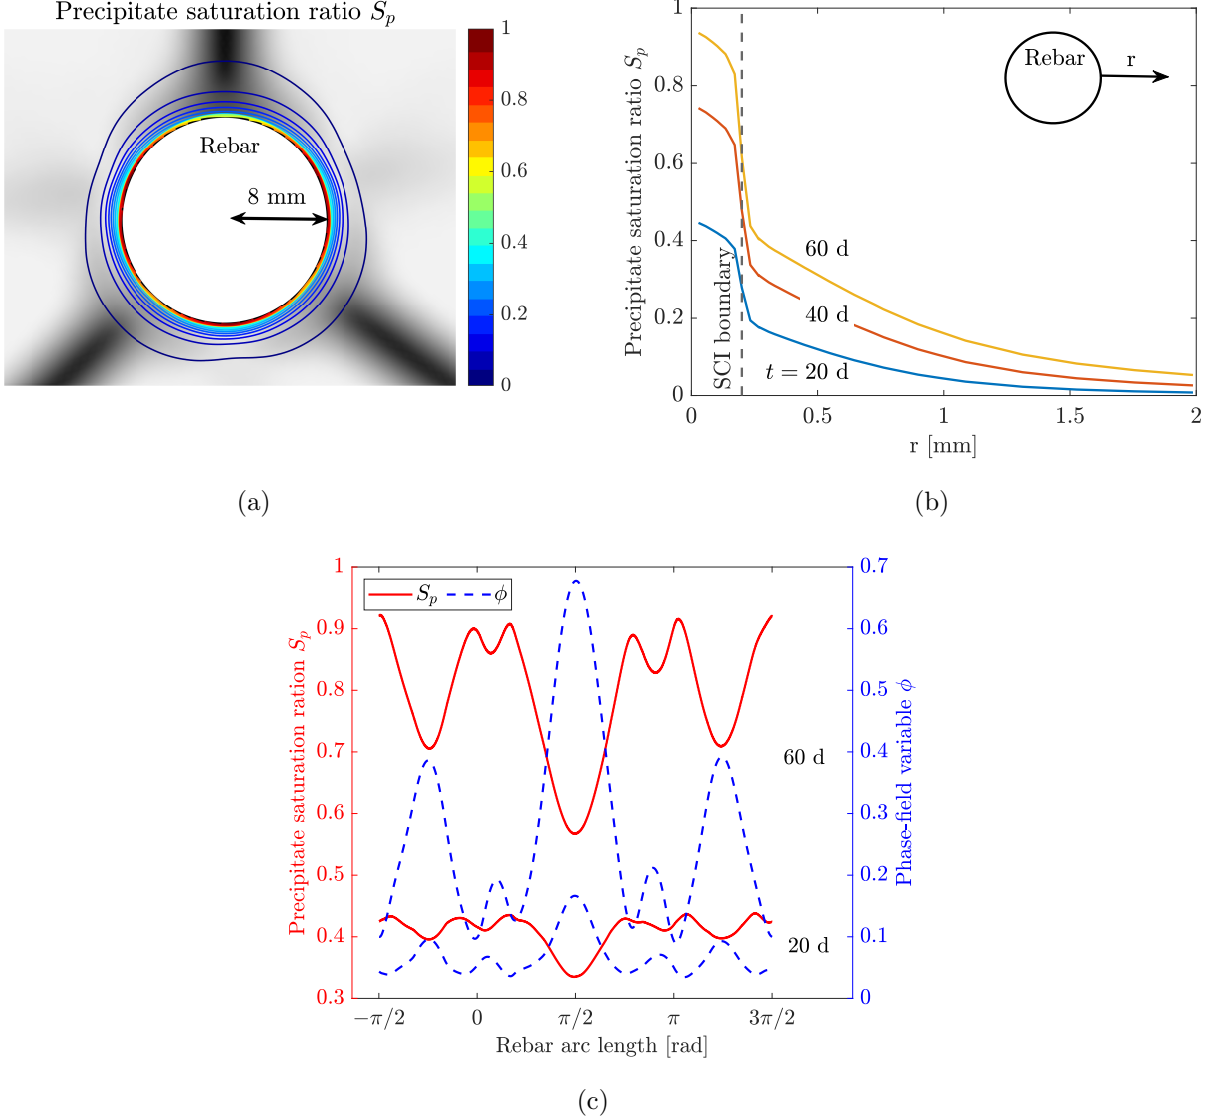 Precipitate saturation ratio S_p
Rebar
8 mm
1
0.8
0.6
0.4
0.2
0
(a)
1
0.8
0.6
0.4
0.2
0
Precipitate saturation ratio S_p
Rebar
r
SCI boundary
60 d
40 d
t = 20 d
0
0.5
1
1.5
2
r [mm]
(b)
1
0.9
0.8
0.7
0.6
0.5
0.4
0.3
Precipitate saturation ration S_p
S_p
ϕ
60 d
20 d
0.7
0.6
0.5
0.4
0.3
0.2
0.1
0
Phase-field variable ϕ
−π/2
0
π/2
π
3π/2
Rebar arc length [rad]
(c)